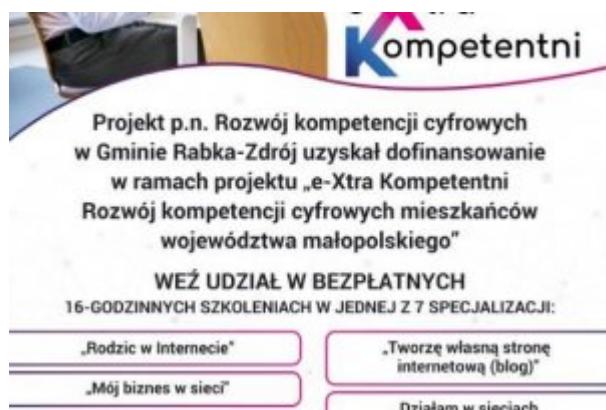 e-Xtra
Kompetentni
Projekt p.n. Rozwój kompetencji cyfrowych
w Gminie Rabka-Zdrój uzyskał dofinansowanie
w ramach projektu „e-Xtra Kompetentni
Rozwój kompetencji cyfrowych mieszkańców
województwa małopolskiego”
WEŹ UDZIAŁ W BEZPŁATNYCH
16-GODZINNYCH SZKOLENIACH W JEDNEJ Z 7 SPECJALIZACJI:
„Rodzic w Internecie”
„Mój biznes w sieci”
„Tworzę własną stronę
internetową (blog)”
Działam w sieciach